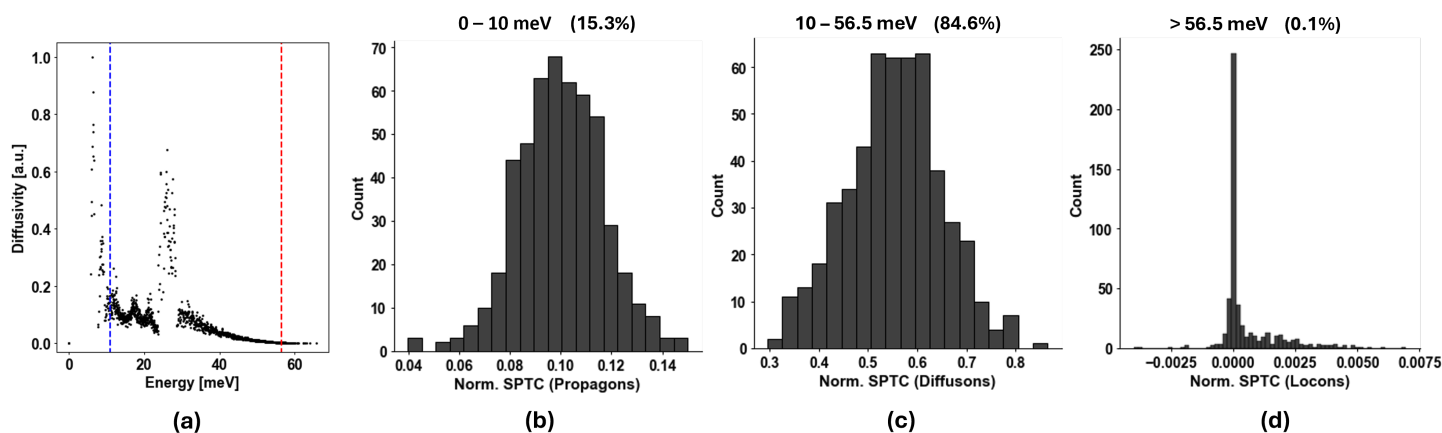 0 – 10 meV (15.3%)
10 – 56.5 meV (84.6%)
> 56.5 meV (0.1%)
Diffusivity [a.u.]
1.0
0.8
0.6
0.4
0.2
0.0
0 20 40 60
Energy [meV]
(a)
Count
70
60
50
40
30
20
10
0
0.04 0.06 0.08 0.10 0.12 0.14
Norm. SPTC (Propagons)
(b)
Count
60
50
40
30
20
10
0
0.3 0.4 0.5 0.6 0.7 0.8
Norm. SPTC (Diffusons)
(c)
Count
250
200
150
100
50
0
−0.0025 0.0000 0.0025 0.0050 0.0075
Norm. SPTC (Locons)
(d)